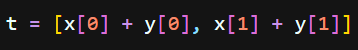 t = [x[0] + y[0], x[1] + y[1]]